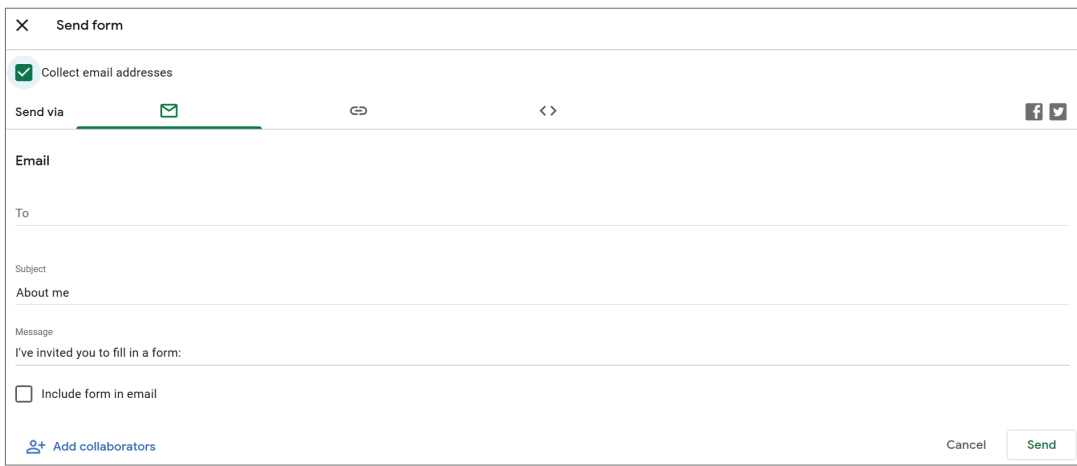 Send form
Collect email addresses
Send via
Email
To
Subject
About me
Message
I've invited you to fill in a form:
Include form in email
Add collaborators
Cancel
Send